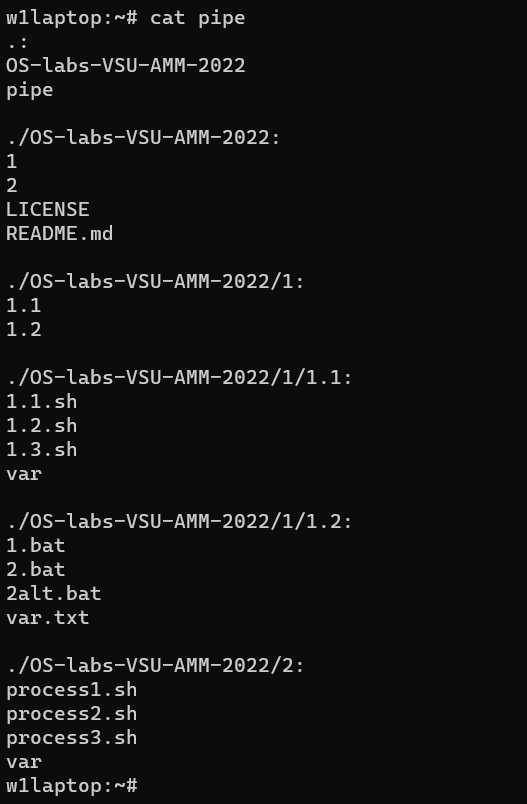 w1laptop:~# cat pipe
.:
OS-labs-VSU-AMM-2022
pipe

./OS-labs-VSU-AMM-2022:
1
2
LICENSE
README.md

./OS-labs-VSU-AMM-2022/1:
1.1
1.2

./OS-labs-VSU-AMM-2022/1/1.1:
1.1.sh
1.2.sh
1.3.sh
var

./OS-labs-VSU-AMM-2022/1/1.2:
1.bat
2.bat
2alt.bat
var.txt

./OS-labs-VSU-AMM-2022/2:
process1.sh
process2.sh
process3.sh
var
w1laptop:~#